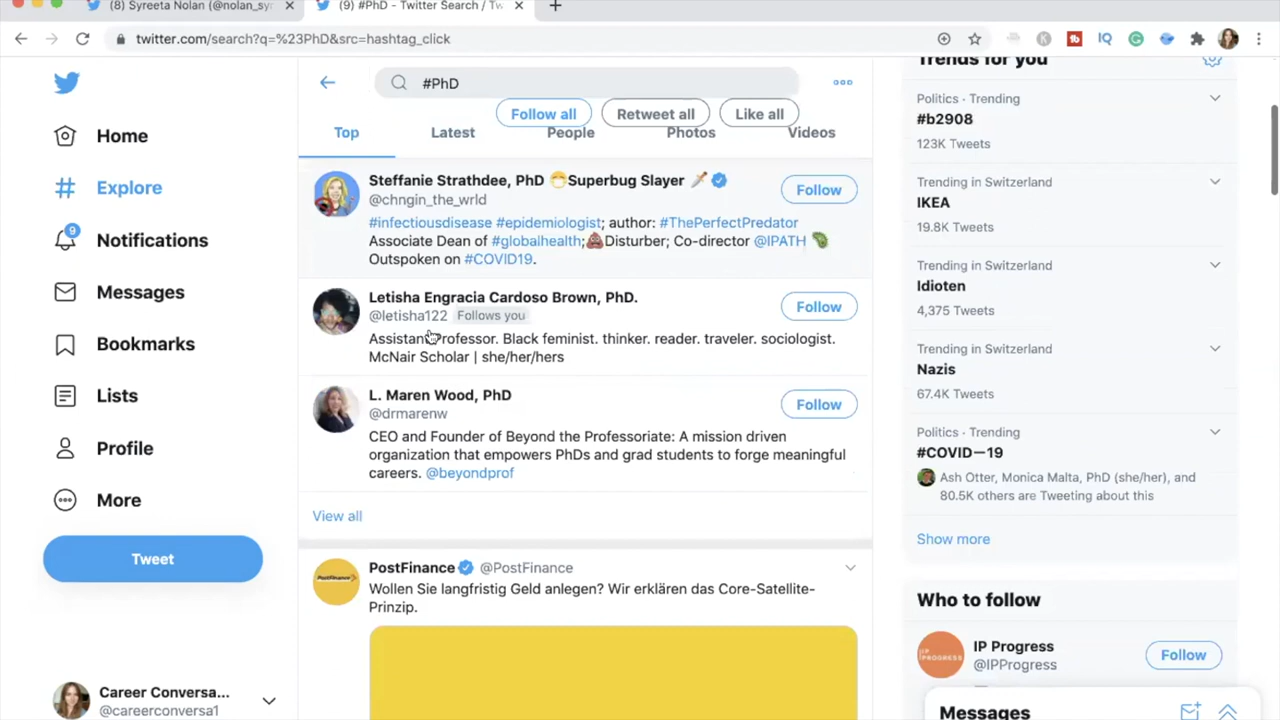 (8) Syreeta Nolan (@nolan_sy
(9) #PhD - Twitter Search / Tw
twitter.com/search?q=%23PhD&src=hashtag_click
Home
Explore
9
Notifications
Messages
Bookmarks
Lists
Profile
More
Tweet
Career Conversa...
@careerconversa1
#PhD
Follow all
Retweet all
Like all
Top
Latest
People
Photos
Videos
Steffanie Strathdee, PhD 😷Superbug Slayer 🗡
@chngin_the_wrld
Follow
#infectiousdisease #epidemiologist; author: #ThePerfectPredator
Associate Dean of #globalhealth;💩Disturber; Co-director @IPATH 🦠
Outspoken on #COVID19.
Letisha Engracia Cardoso Brown, PhD.
@letisha122 Follows you
Follow
Assistant Professor. Black feminist. thinker. reader. traveler. sociologist.
McNair Scholar | she/her/hers
L. Maren Wood, PhD
@drmarenw
Follow
CEO and Founder of Beyond the Professoriate: A mission driven
organization that empowers PhDs and grad students to forge meaningful
careers. @beyondprof
View all
PostFinance @PostFinance
Wollen Sie langfristig Geld anlegen? Wir erklären das Core-Satellite-
Prinzip.
PostFinance
Trends for you
Politics · Trending
#b2908
123K Tweets
Trending in Switzerland
IKEA
19.8K Tweets
Trending in Switzerland
Idioten
4,375 Tweets
Trending in Switzerland
Nazis
67.4K Tweets
Politics · Trending
#COVID—19
Ash Otter, Monica Malta, PhD (she/her), and
80.5K others are Tweeting about this
Show more
Who to follow
IP PROGRESS
IP Progress
@IPProgress
Follow
Messages